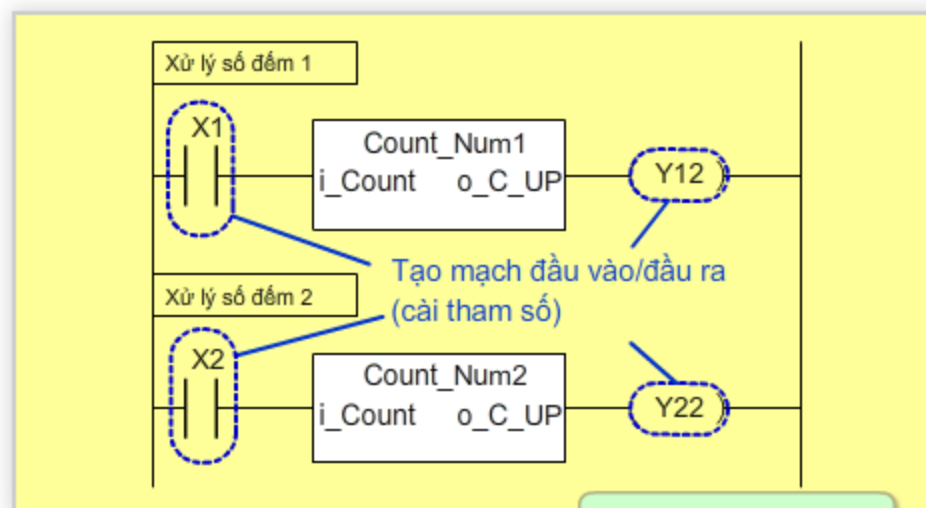 Xử lý số đếm 1
X1
Count_Num1
i_Count o_C_UP
Y12
Tạo mạch đầu vào/đầu ra
(cài tham số)
Xử lý số đếm 2
X2
Count_Num2
i_Count o_C_UP
Y22